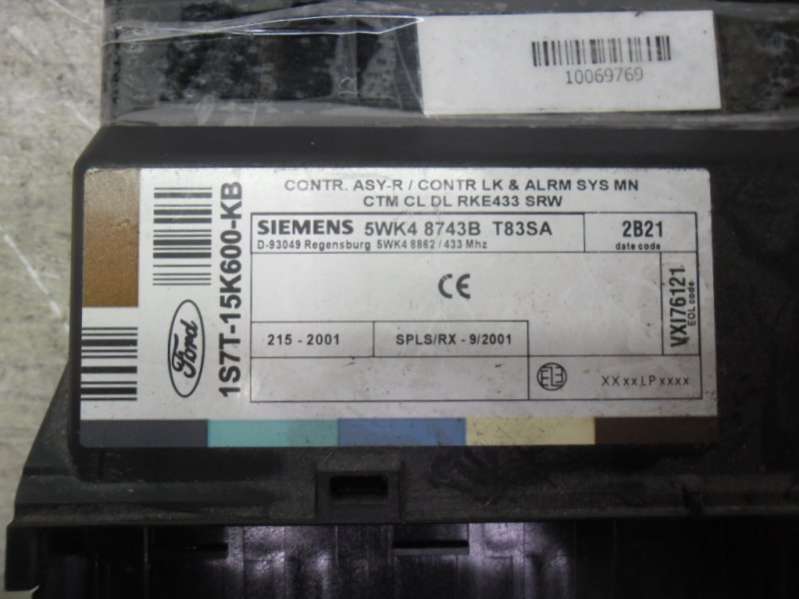 10069769
CONTR. ASY-R / CONTR LK & ALRM SYS MN
CTM CL DL RKE433 SRW
SIEMENS 5WK4 8743B T83SA
D-93049 Regensburg 5WK4 8862 / 433 Mhz
2B21
date code
1S7T-15K600-KB
Ford
CE
VXI76121
EOL code
215 - 2001
SPLS/RX - 9/2001
XXxxLPxxxx